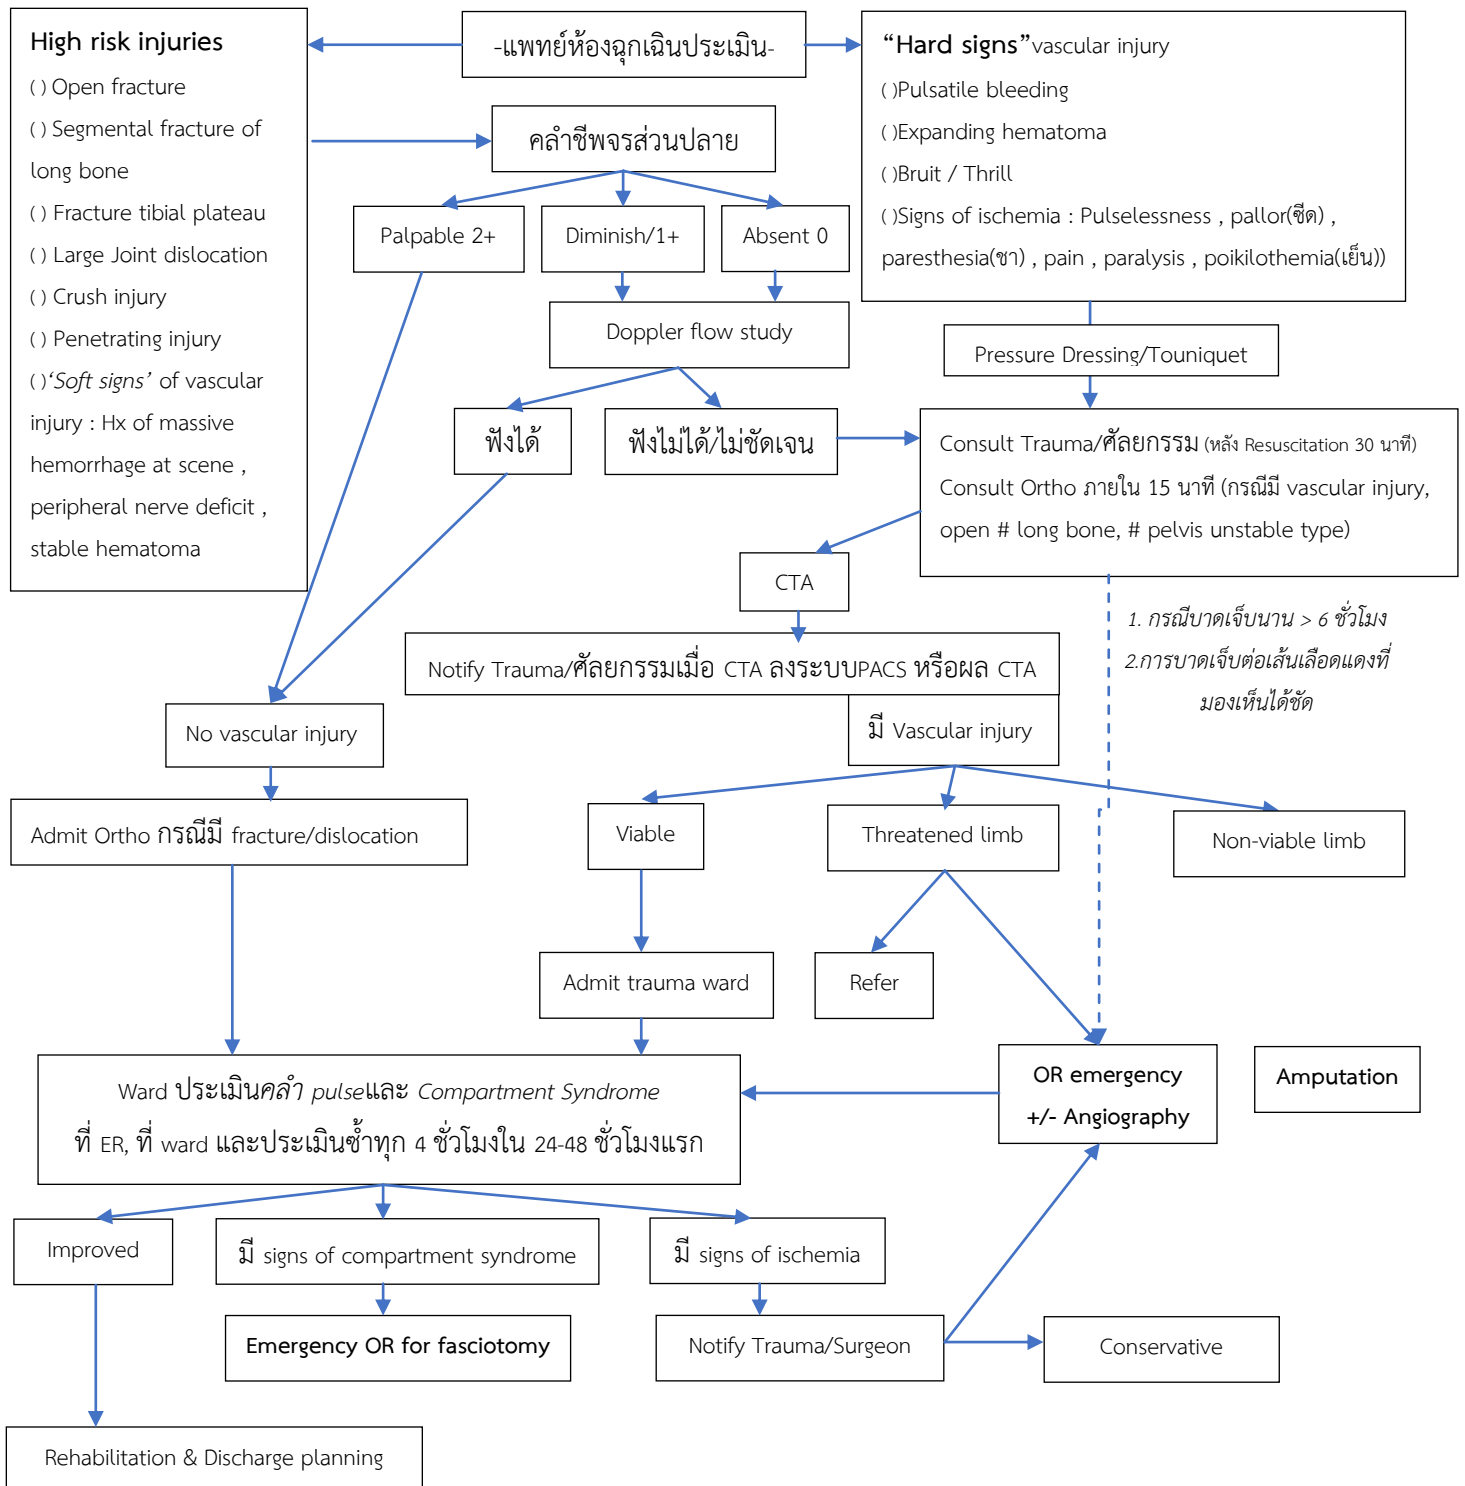 -แพทย์ห้องฉุกเฉินประเมิน-
High risk injuries
( ) Open fracture
( ) Segmental fracture of
long bone
( ) Fracture tibial plateau
( ) Large Joint dislocation
( ) Crush injury
( ) Penetrating injury
( )‘Soft signs’ of vascular
injury : Hx of massive
hemorrhage at scene ,
peripheral nerve deficit ,
stable hematoma
“Hard signs”vascular injury
( )Pulsatile bleeding
( )Expanding hematoma
( )Bruit / Thrill
( )Signs of ischemia : Pulselessness , pallor(ซีด) ,
paresthesia(ชา) , pain , paralysis , poikilothemia(เย็น))
คลำชีพจรส่วนปลาย
Palpable 2+
Diminish/1+
Absent 0
Doppler flow study
Pressure Dressing/Touniquet
ฟังได้
ฟังไม่ได้/ไม่ชัดเจน
Consult Trauma/ศัลยกรรม (หลัง Resuscitation 30 นาที)
Consult Ortho ภายใน 15 นาที (กรณีมี vascular injury,
open # long bone, # pelvis unstable type)
CTA
1. กรณีบาดเจ็บนาน > 6 ชั่วโมง
2.การบาดเจ็บต่อเส้นเลือดแดงที่
มองเห็นได้ชัด
Notify Trauma/ศัลยกรรมเมื่อ CTA ลงระบบPACS หรือผล CTA
มี Vascular injury
No vascular injury
Admit Ortho กรณีมี fracture/dislocation
Viable
Threatened limb
Non-viable limb
Admit trauma ward
Refer
OR emergency
+/- Angiography
Amputation
Ward ประเมินคลำ pulseและ Compartment Syndrome
ที่ ER, ที่ ward และประเมินซ้ำทุก 4 ชั่วโมงใน 24-48 ชั่วโมงแรก
Improved
มี signs of compartment syndrome
มี signs of ischemia
Emergency OR for fasciotomy
Notify Trauma/Surgeon
Conservative
Rehabilitation & Discharge planning